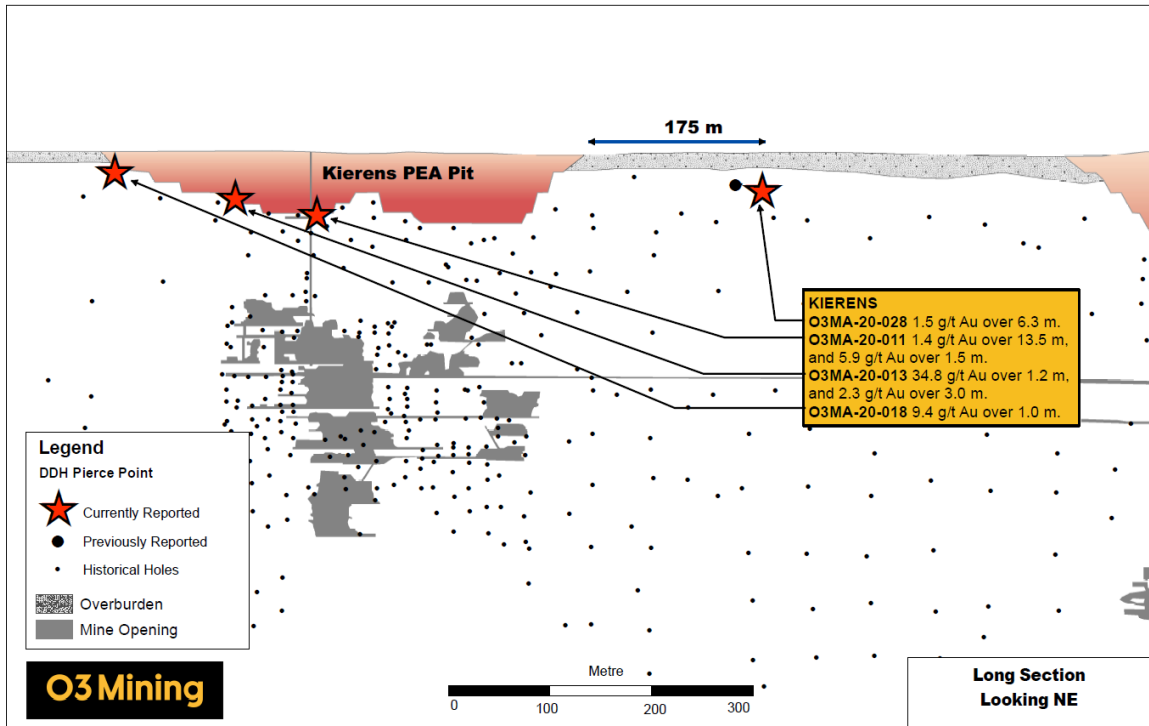 175 m
Kierens PEA Pit
KIERENS
O3MA-20-028 1.5 g/t Au over 6.3 m.
O3MA-20-011 1.4 g/t Au over 13.5 m,
and 5.9 g/t Au over 1.5 m.
O3MA-20-013 34.8 g/t Au over 1.2 m,
and 2.3 g/t Au over 3.0 m.
O3MA-20-018 9.4 g/t Au over 1.0 m.
Legend
DDH Pierce Point
Currently Reported
Previously Reported
Historical Holes
Overburden
Mine Opening
O3 Mining
Metre
0 100 200 300
Long Section
Looking NE